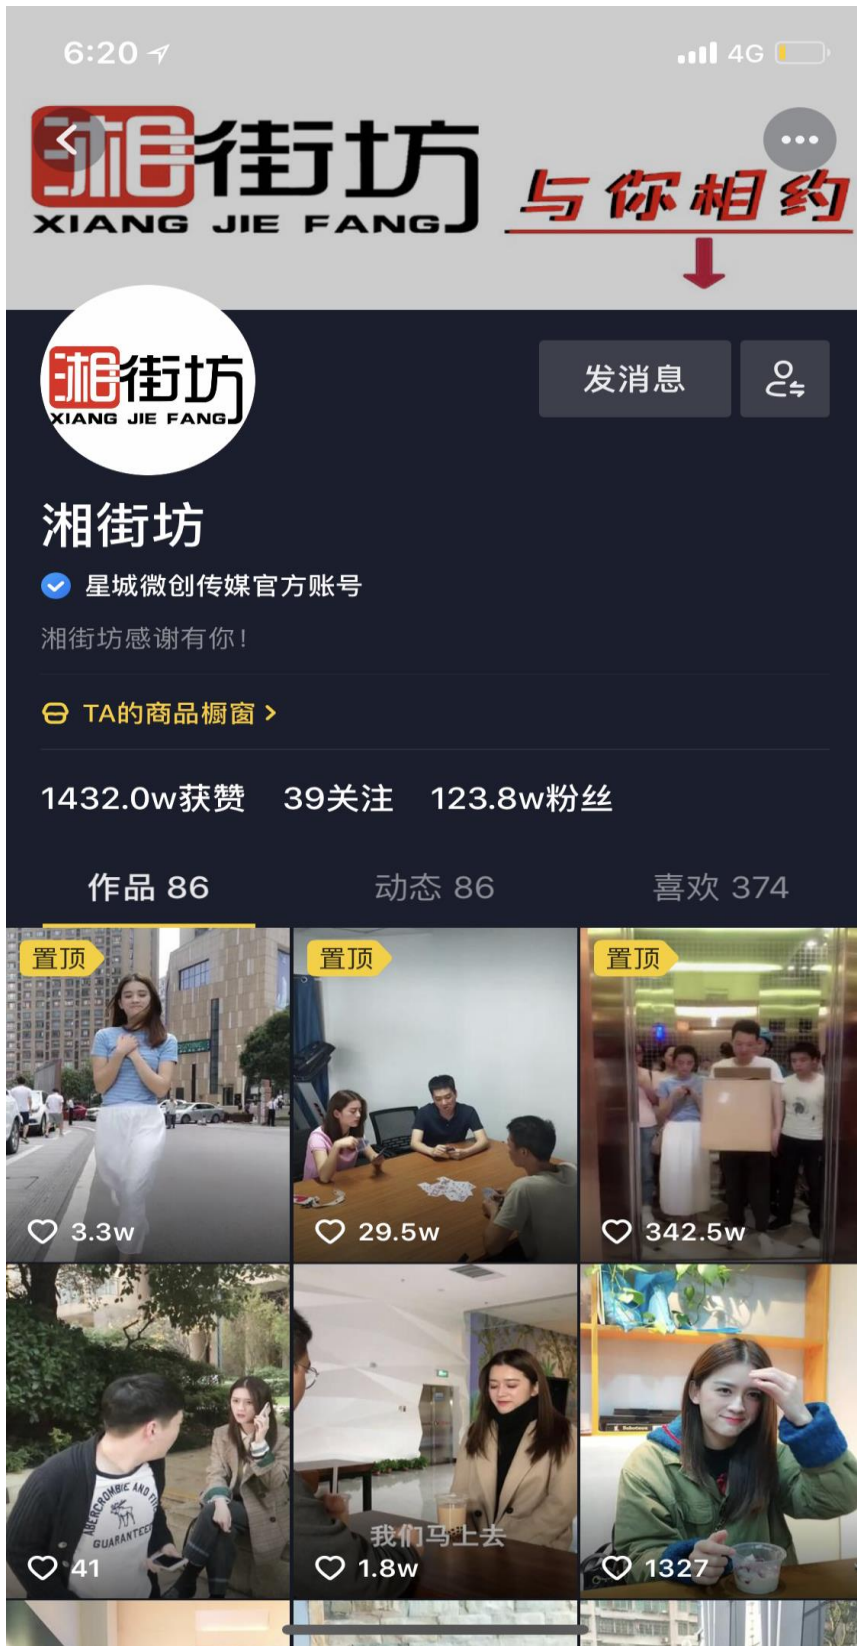 6:20 4G
湘街坊
XIANG JIE FANG
与你相约
湘街坊
XIANG JIE FANG
发消息
湘街坊
星城微创传媒官方账号
湘街坊感谢有你！
TA的商品橱窗
1432.0w获赞 39关注 123.8w粉丝
作品 86 动态 86 喜欢 374
置顶 置顶 置顶
3.3w 29.5w 342.5w
ABERCROMBIE AND FITCH
GUARANTEED
我们马上去
41 1.8w 1327